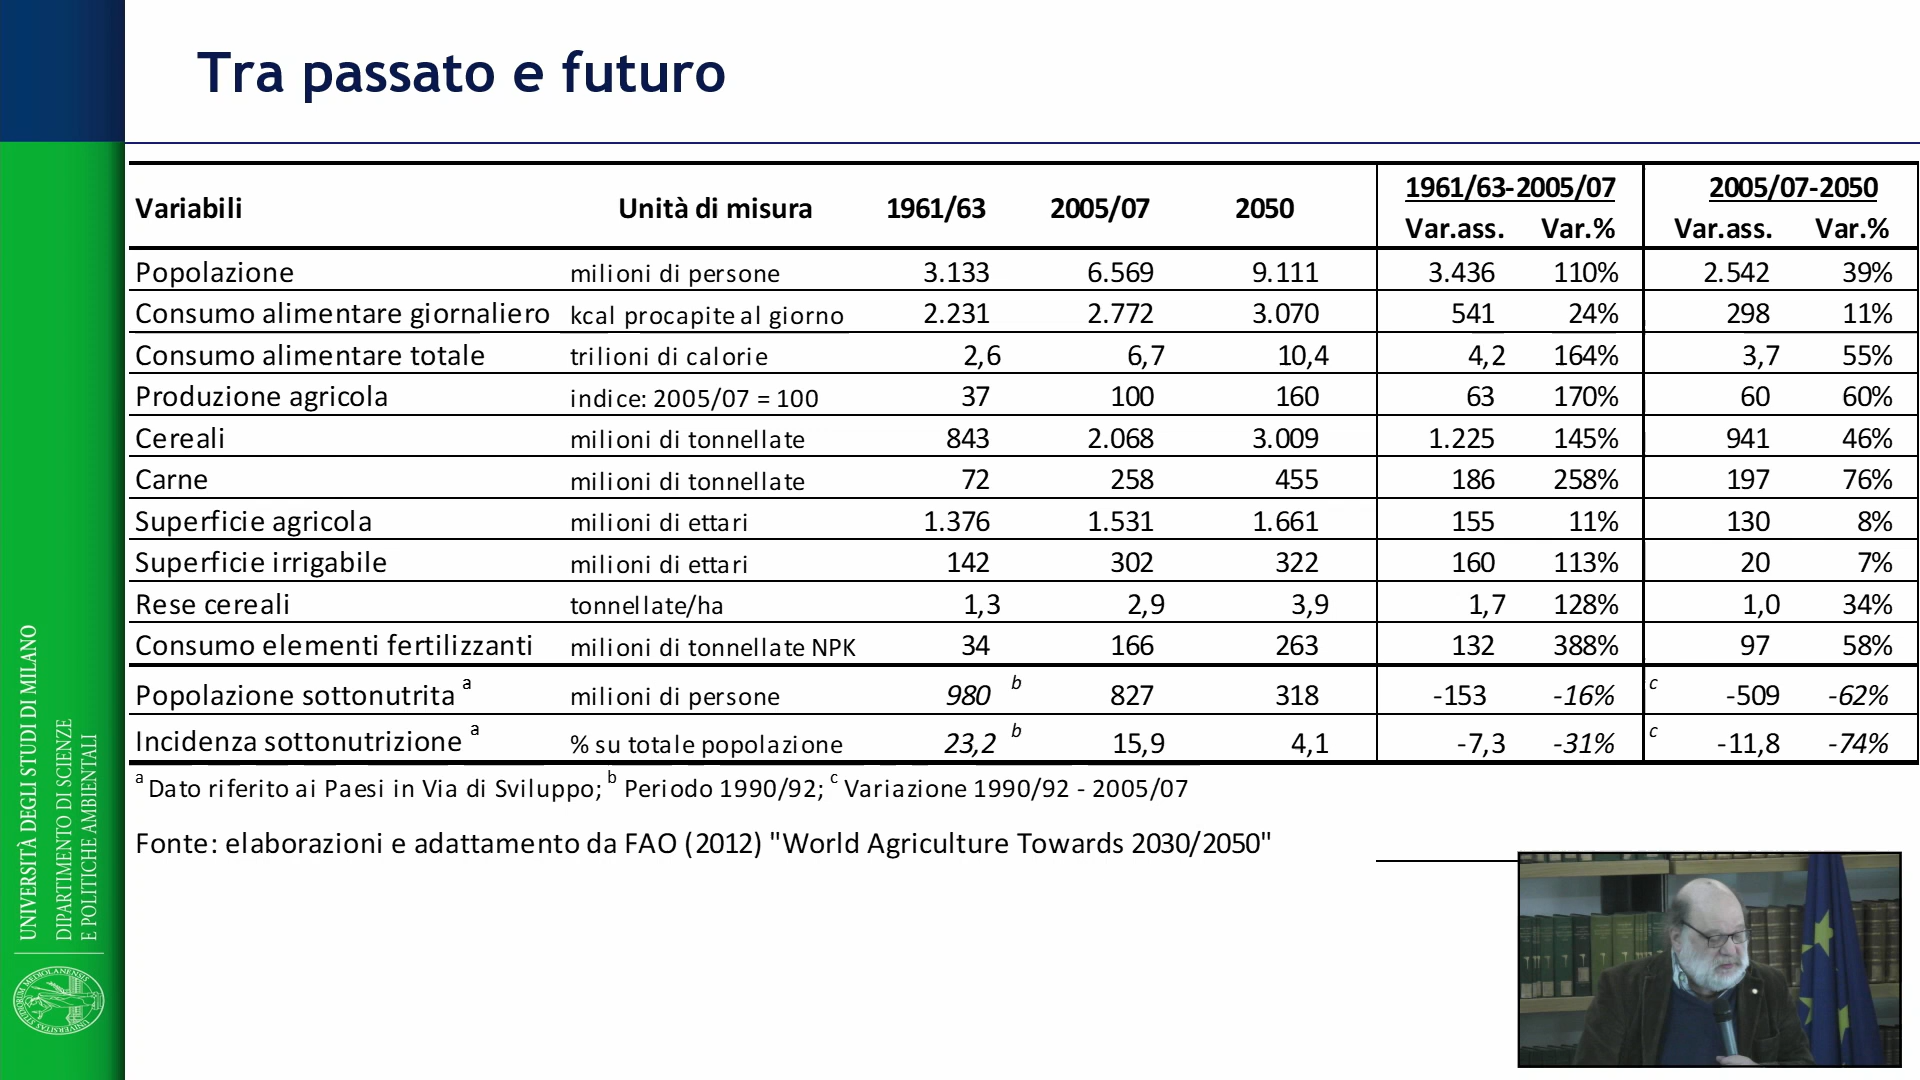 Tra passato e futuro
Variabili Unità di misura 1961/63 2005/07 2050 1961/63-2005/07 2005/07-2050
Var.ass. Var.% Var.ass. Var.%
Popolazione milioni di persone 3.133 6.569 9.111 3.436 110% 2.542 39%
Consumo alimentare giornaliero kcal procapite al giorno 2.231 2.772 3.070 541 24% 298 11%
Consumo alimentare totale trilioni di calorie 2,6 6,7 10,4 4,2 164% 3,7 55%
Produzione agricola indice: 2005/07 = 100 37 100 160 63 170% 60 60%
Cereali milioni di tonnellate 843 2.068 3.009 1.225 145% 941 46%
Carne milioni di tonnellate 72 258 455 186 258% 197 76%
Superficie agricola milioni di ettari 1.376 1.531 1.661 155 11% 130 8%
Superficie irrigabile milioni di ettari 142 302 322 160 113% 20 7%
Rese cereali tonnellate/ha 1,3 2,9 3,9 1,7 128% 1,0 34%
Consumo elementi fertilizzanti milioni di tonnellate NPK 34 166 263 132 388% 97 58%
Popolazione sottonutrita a milioni di persone 980 b 827 318 -153 -16% c -509 -62%
Incidenza sottonutrizione a % su totale popolazione 23,2 b 15,9 4,1 -7,3 -31% c -11,8 -74%
a Dato riferito ai Paesi in Via di Sviluppo; b Periodo 1990/92; c Variazione 1990/92 - 2005/07
Fonte: elaborazioni e adattamento da FAO (2012) "World Agriculture Towards 2030/2050"
UNIVERSITÀ DEGLI STUDI DI MILANO
DIPARTIMENTO DI SCIENZE
E POLITICHE AMBIENTALI